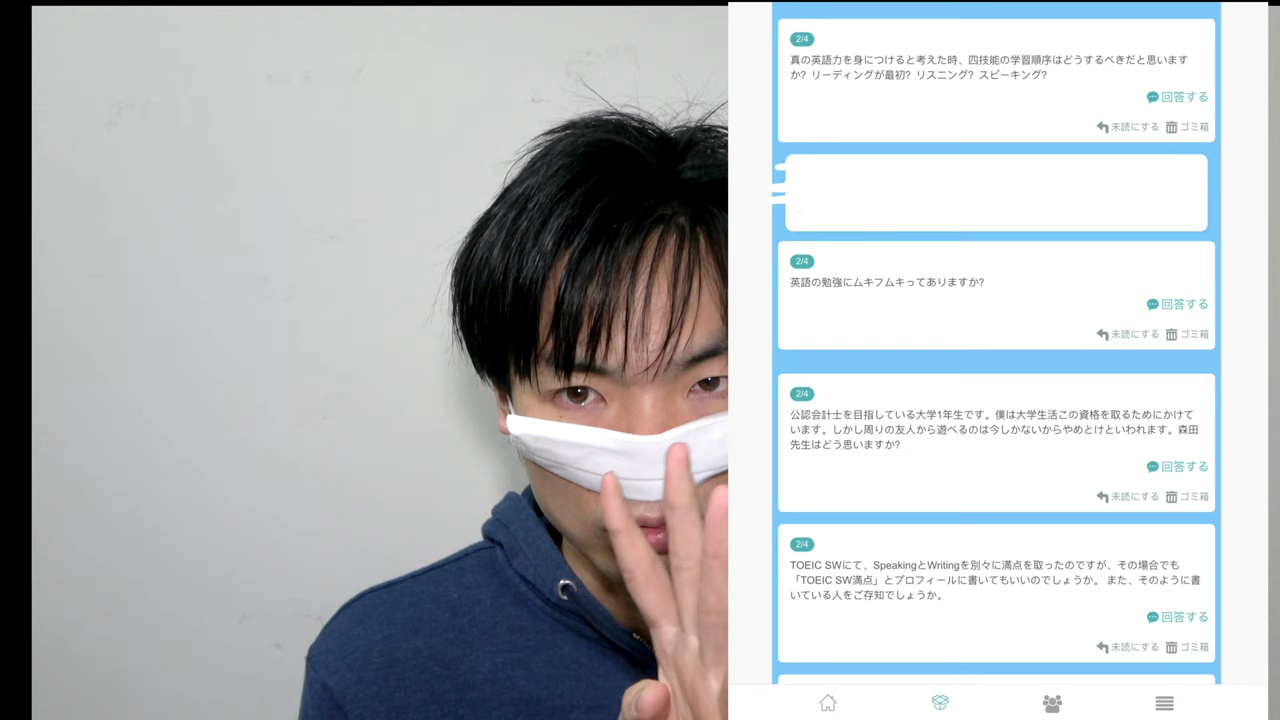 2/4
真の英語力を身につけると考えた時、四技能の学習順序はどうするべきだと思います
か? リーディングが最初? リスニング? スピーキング?
回答する
未読にする ゴミ箱
2/4
英語の勉強にムキフムキってありますか?
回答する
未読にする ゴミ箱
2/4
公認会計士を目指している大学1年生です。僕は大学生活この資格を取るためにかけて
います。しかし周りの友人から遊べるのは今しかないからやめとけといわれます。森田
先生はどう思いますか?
回答する
未読にする ゴミ箱
2/4
TOEIC SWにて、SpeakingとWritingを別々に満点を取ったのですが、その場合でも
「TOEIC SW満点」とプロフィールに書いてもいいのでしょうか。 また、そのように書
いている人をご存知でしょうか。
回答する
未読にする ゴミ箱